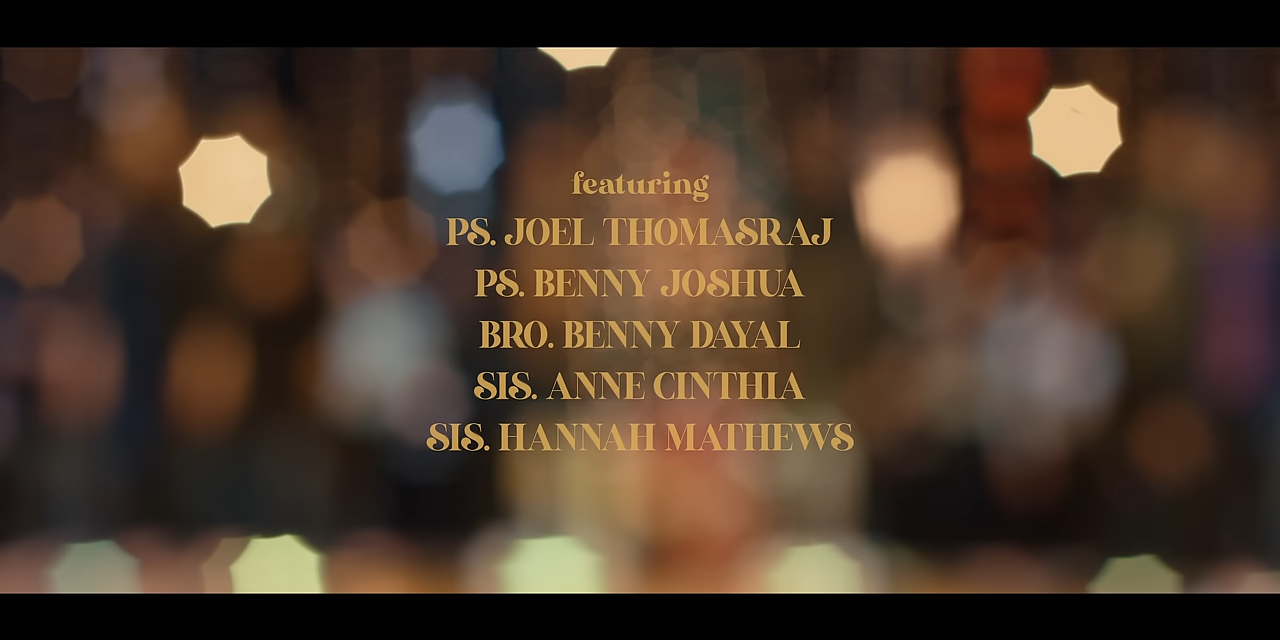 featuring
PS. JOEL THOMASRAJ
PS. BENNY JOSHUA
BRO. BENNY DAYAL
SIS. ANNE CINTHIA
SIS. HANNAH MATHEWS